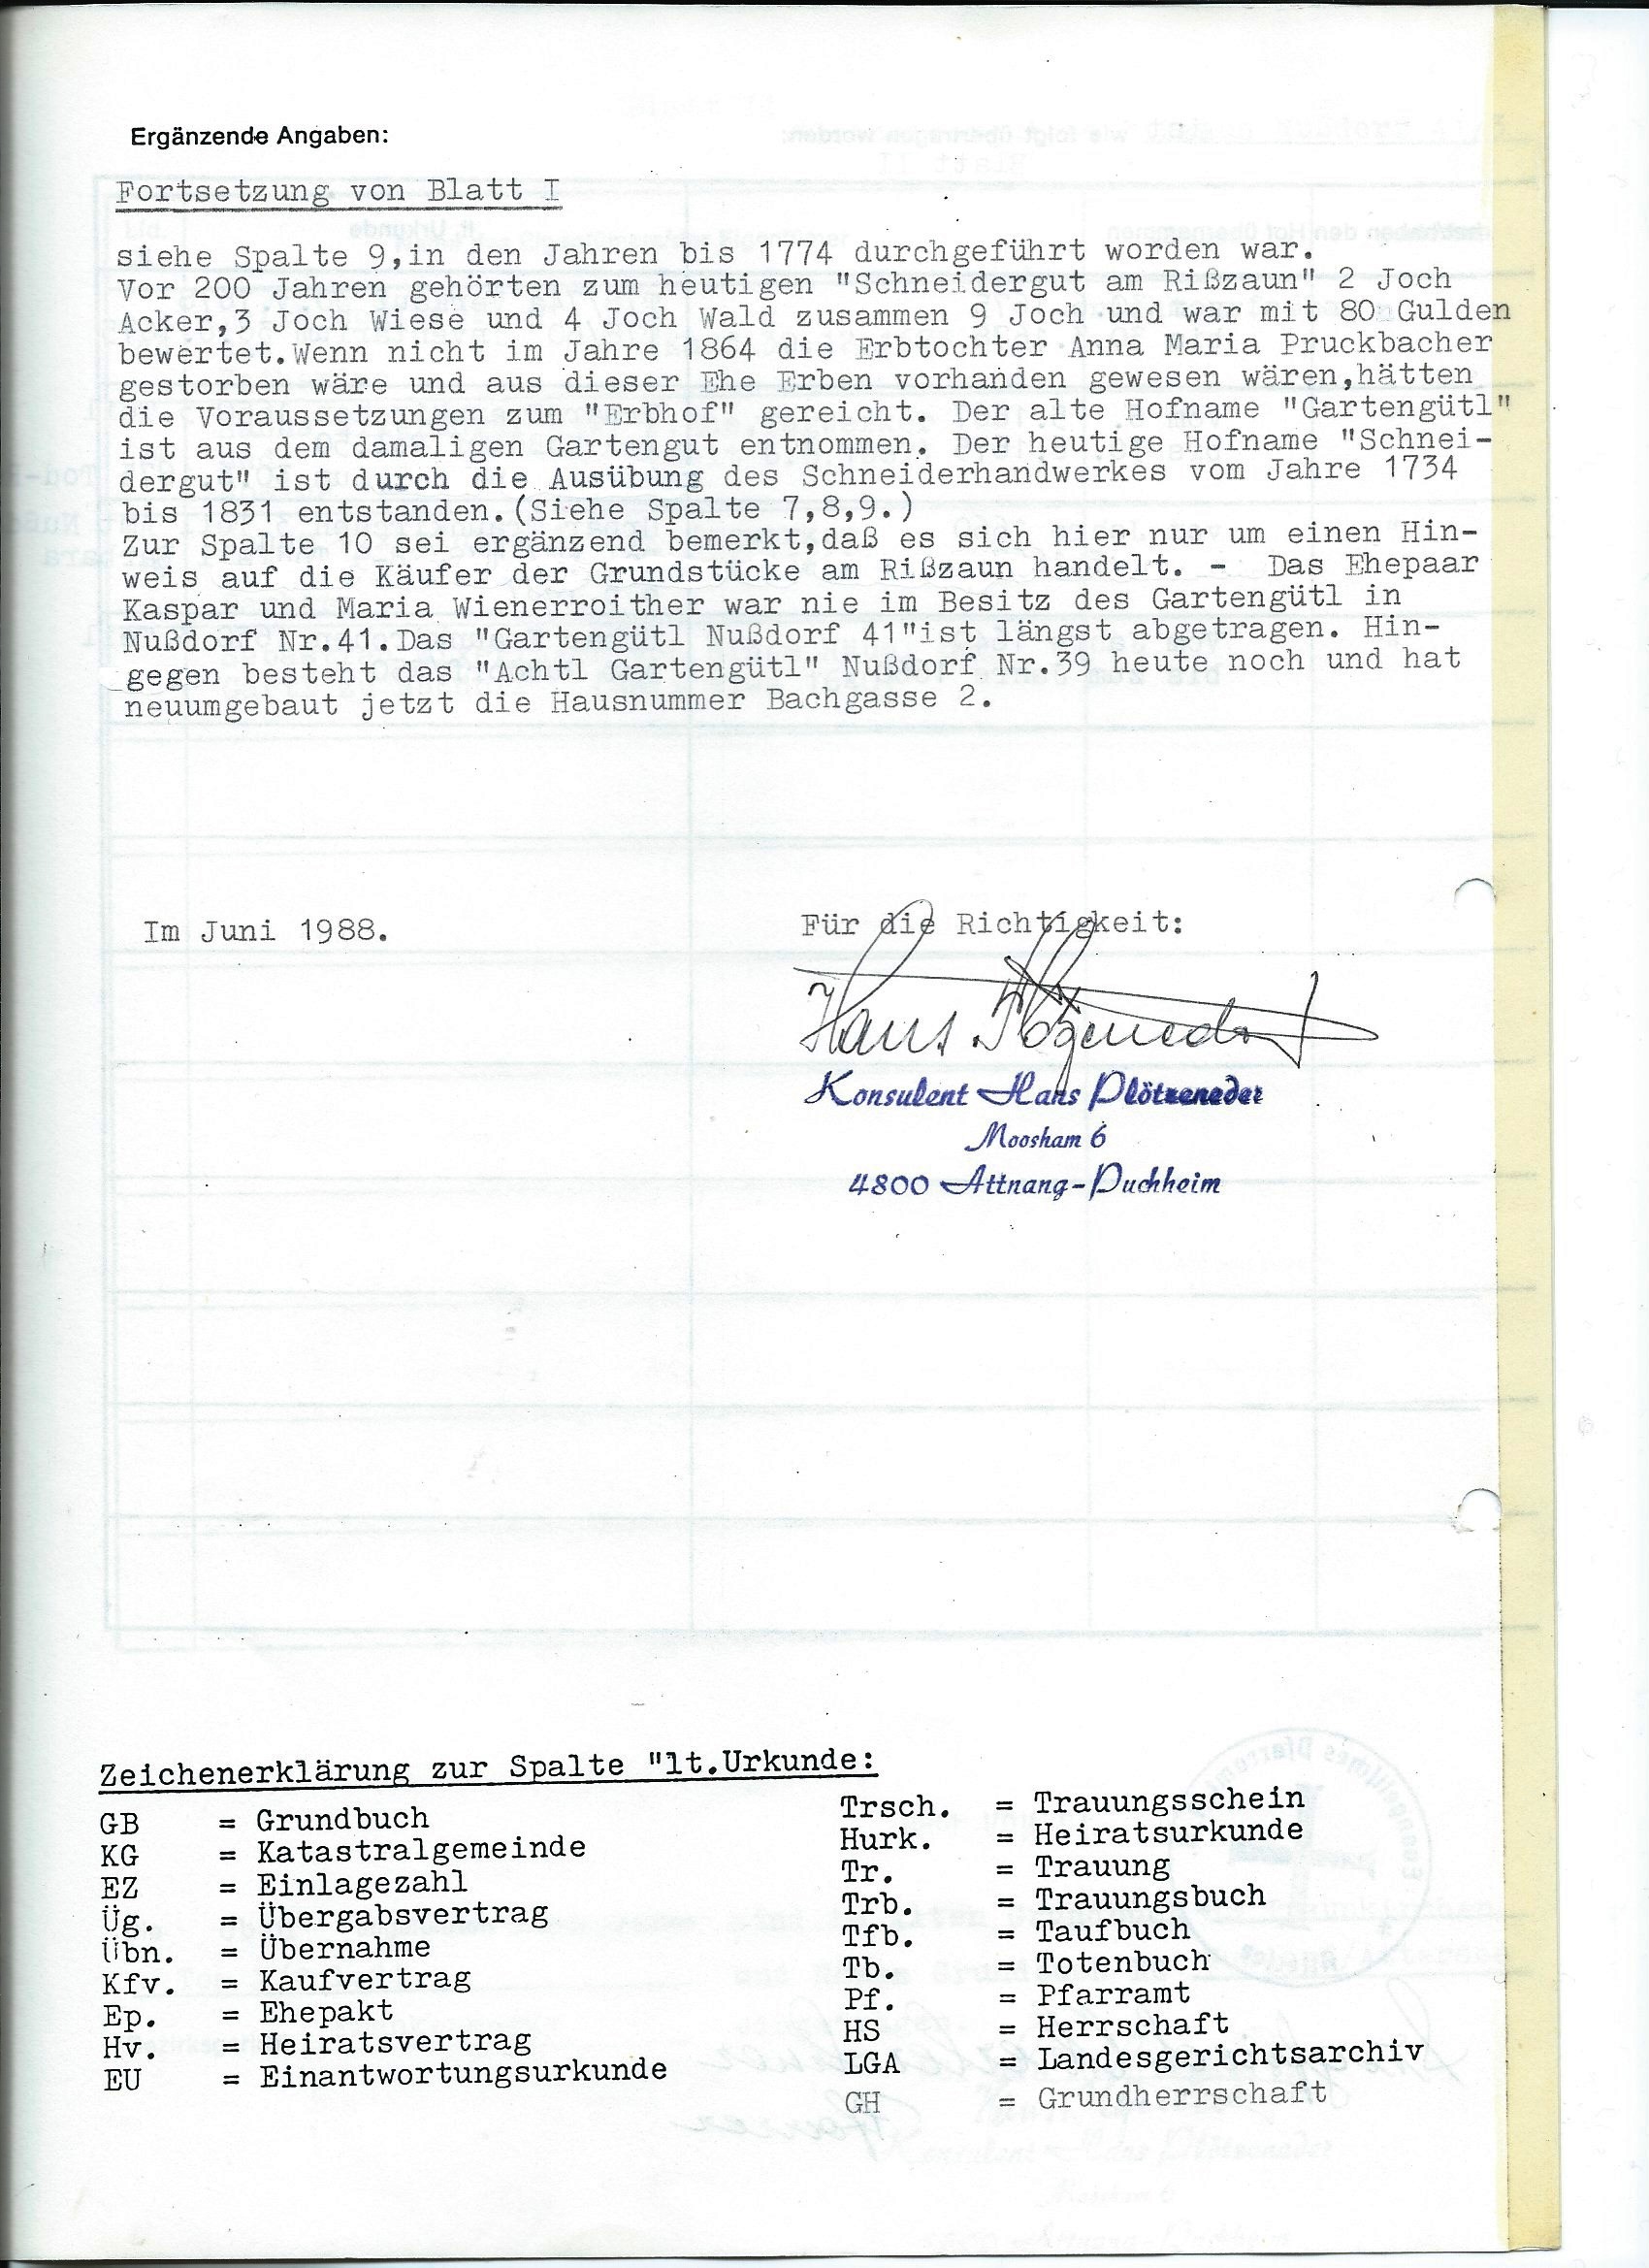 Ergänzende Angaben:
Fortsetzung von Blatt I
siehe Spalte 9,in den Jahren bis 1774 durchgeführt worden war.
Vor 200 Jahren gehörten zum heutigen "Schneidergut am Rißzaun" 2 Joch
Acker,3 Joch Wiese und 4 Joch Wald zusammen 9 Joch und war mit 80 Gulden
bewertet.Wenn nicht im Jahre 1864 die Erbtochter Anna Maria Pruckbacher
gestorben wäre und aus dieser Ehe Erben vorhanden gewesen wären,hätten
die Voraussetzungen zum "Erbhof" gereicht. Der alte Hofname "Gartengütl"
ist aus dem damaligen Gartengut entnommen. Der heutige Hofname "Schnei-
dergut" ist durch die Ausübung des Schneiderhandwerkes vom Jahre 1734
bis 1831 entstanden.(Siehe Spalte 7,8,9.)
Zur Spalte 10 sei ergänzend bemerkt,daß es sich hier nur um einen Hin-
weis auf die Käufer der Grundstücke am Rißzaun handelt. - Das Ehepaar
Kaspar und Maria Wienerroither war nie im Besitz des Gartengütl in
Nußdorf Nr.41.Das "Gartengütl Nußdorf 41"ist längst abgetragen. Hin-
gegen besteht das "Achtl Gartengütl" Nußdorf Nr.39 heute noch und hat
neuumgebaut jetzt die Hausnummer Bachgasse 2.
Im Juni 1988.
Für die Richtigkeit:
Hans Plötzeneder
Konsulent Hans Plötzeneder
Moosham 6
4800 Attnang-Puchheim
Zeichenerklärung zur Spalte "lt.Urkunde:
GB = Grundbuch
KG = Katastralgemeinde
EZ = Einlagezahl
Üg. = Übergabsvertrag
Übn. = Übernahme
Kfv. = Kaufvertrag
Ep. = Ehepakt
Hv. = Heiratsvertrag
EU = Einantwortungsurkunde
Trsch. = Trauungsschein
Hurk. = Heiratsurkunde
Tr. = Trauung
Trb. = Trauungsbuch
Tfb. = Taufbuch
Tb. = Totenbuch
Pf. = Pfarramt
HS = Herrschaft
LGA = Landesgerichtsarchiv
GH = Grundherrschaft